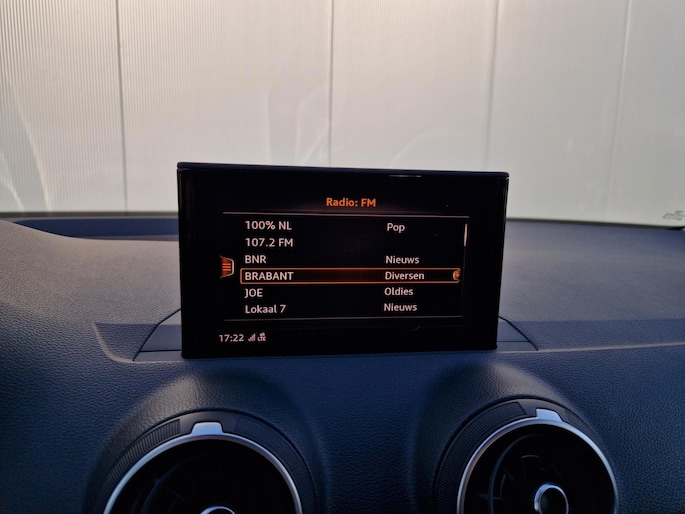 Radio: FM
100% NL Pop
107.2 FM
BNR Nieuws
BRABANT Diversen
JOE Oldies
Lokaal 7 Nieuws
17:22 LTE